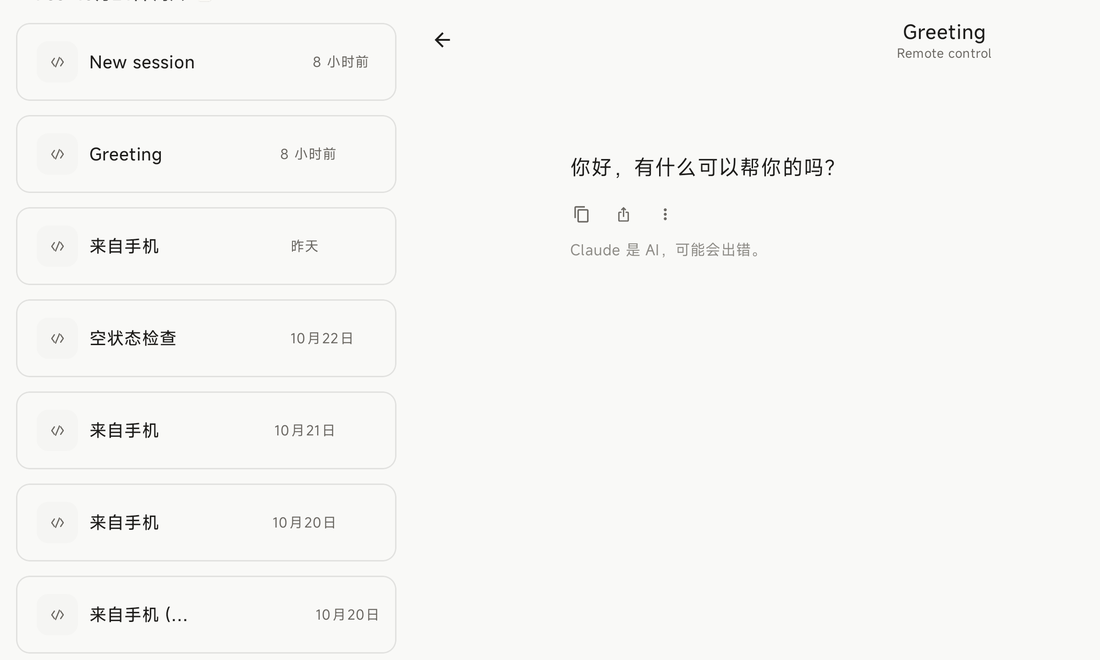 New session 8 小时前
Greeting 8 小时前
来自手机 昨天
空状态检查 10月22日
来自手机 10月21日
来自手机 10月20日
来自手机 (... 10月20日
Greeting
Remote control
你好，有什么可以帮你的吗？
Claude 是 AI，可能会出错。